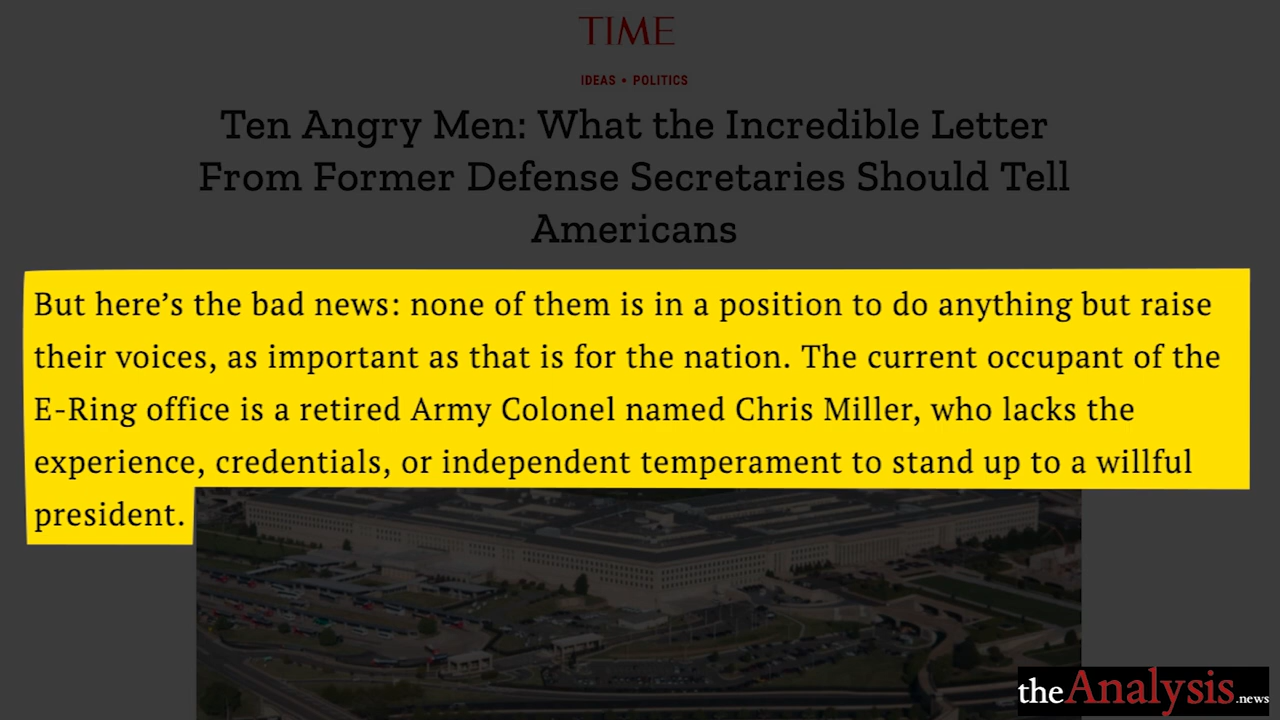 TIME
IDEAS • POLITICS
Ten Angry Men: What the Incredible Letter
From Former Defense Secretaries Should Tell
Americans
But here’s the bad news: none of them is in a position to do anything but raise
their voices, as important as that is for the nation. The current occupant of the
E-Ring office is a retired Army Colonel named Chris Miller, who lacks the
experience, credentials, or independent temperament to stand up to a willful
president.
theAnalysis.news